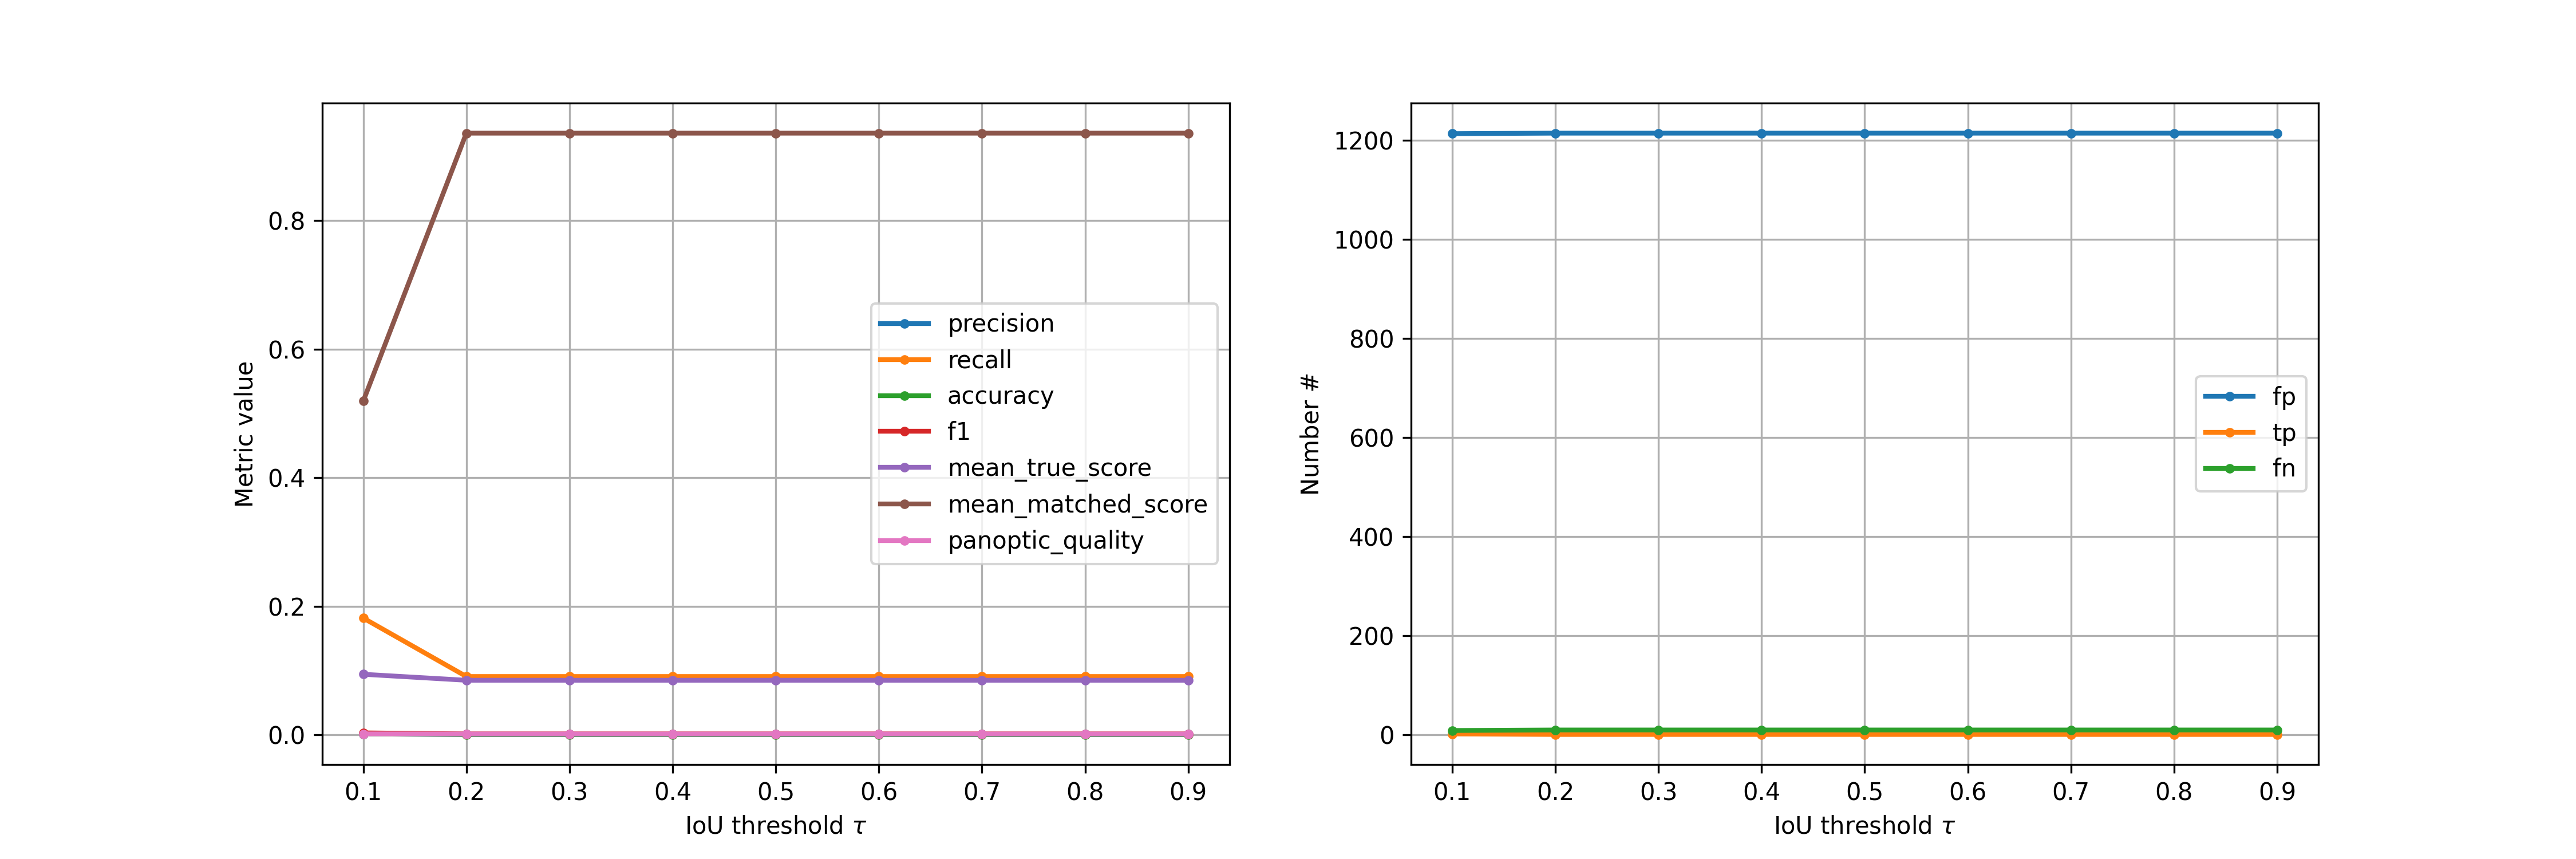 0.8
0.6
0.4
0.2
0.0
Metric value
0.1 0.2 0.3 0.4 0.5 0.6 0.7 0.8 0.9
IoU threshold τ
precision
recall
accuracy
f1
mean_true_score
mean_matched_score
panoptic_quality
1200
1000
800
600
400
200
0
Number #
0.1 0.2 0.3 0.4 0.5 0.6 0.7 0.8 0.9
IoU threshold τ
fp
tp
fn